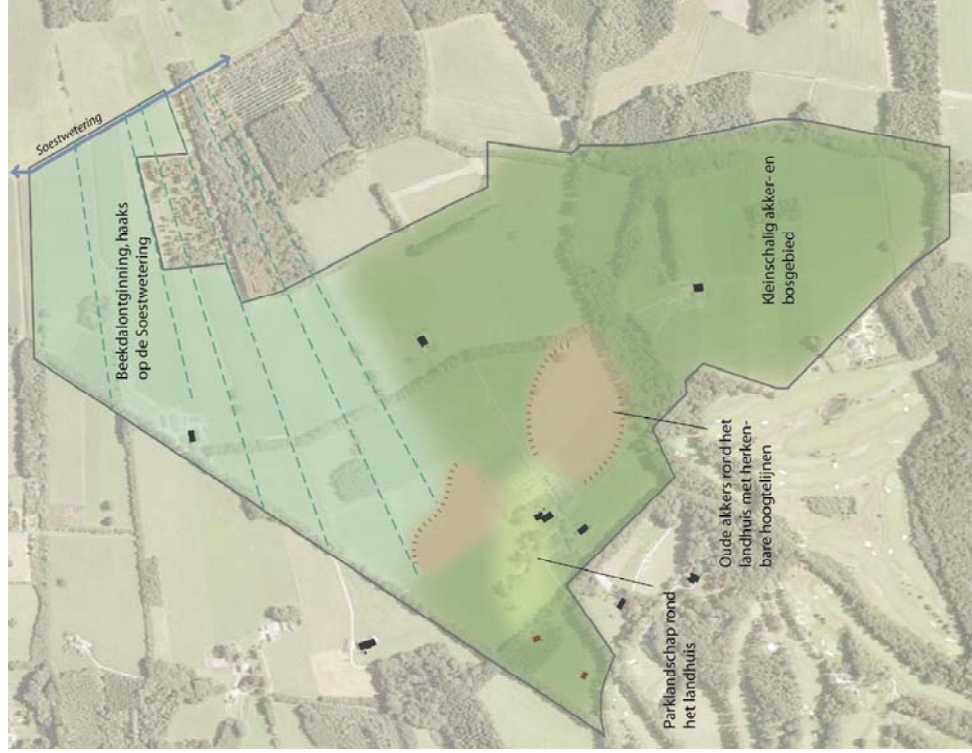 Soestwetering
Beekdalontginning, haaks
op de Soestwetering
Kleinschalig akker- en
bosgebied
Oude akkers rond het
landhuis met herken-
bare hoogtelijnen
Parklandschap rond
het landhuis